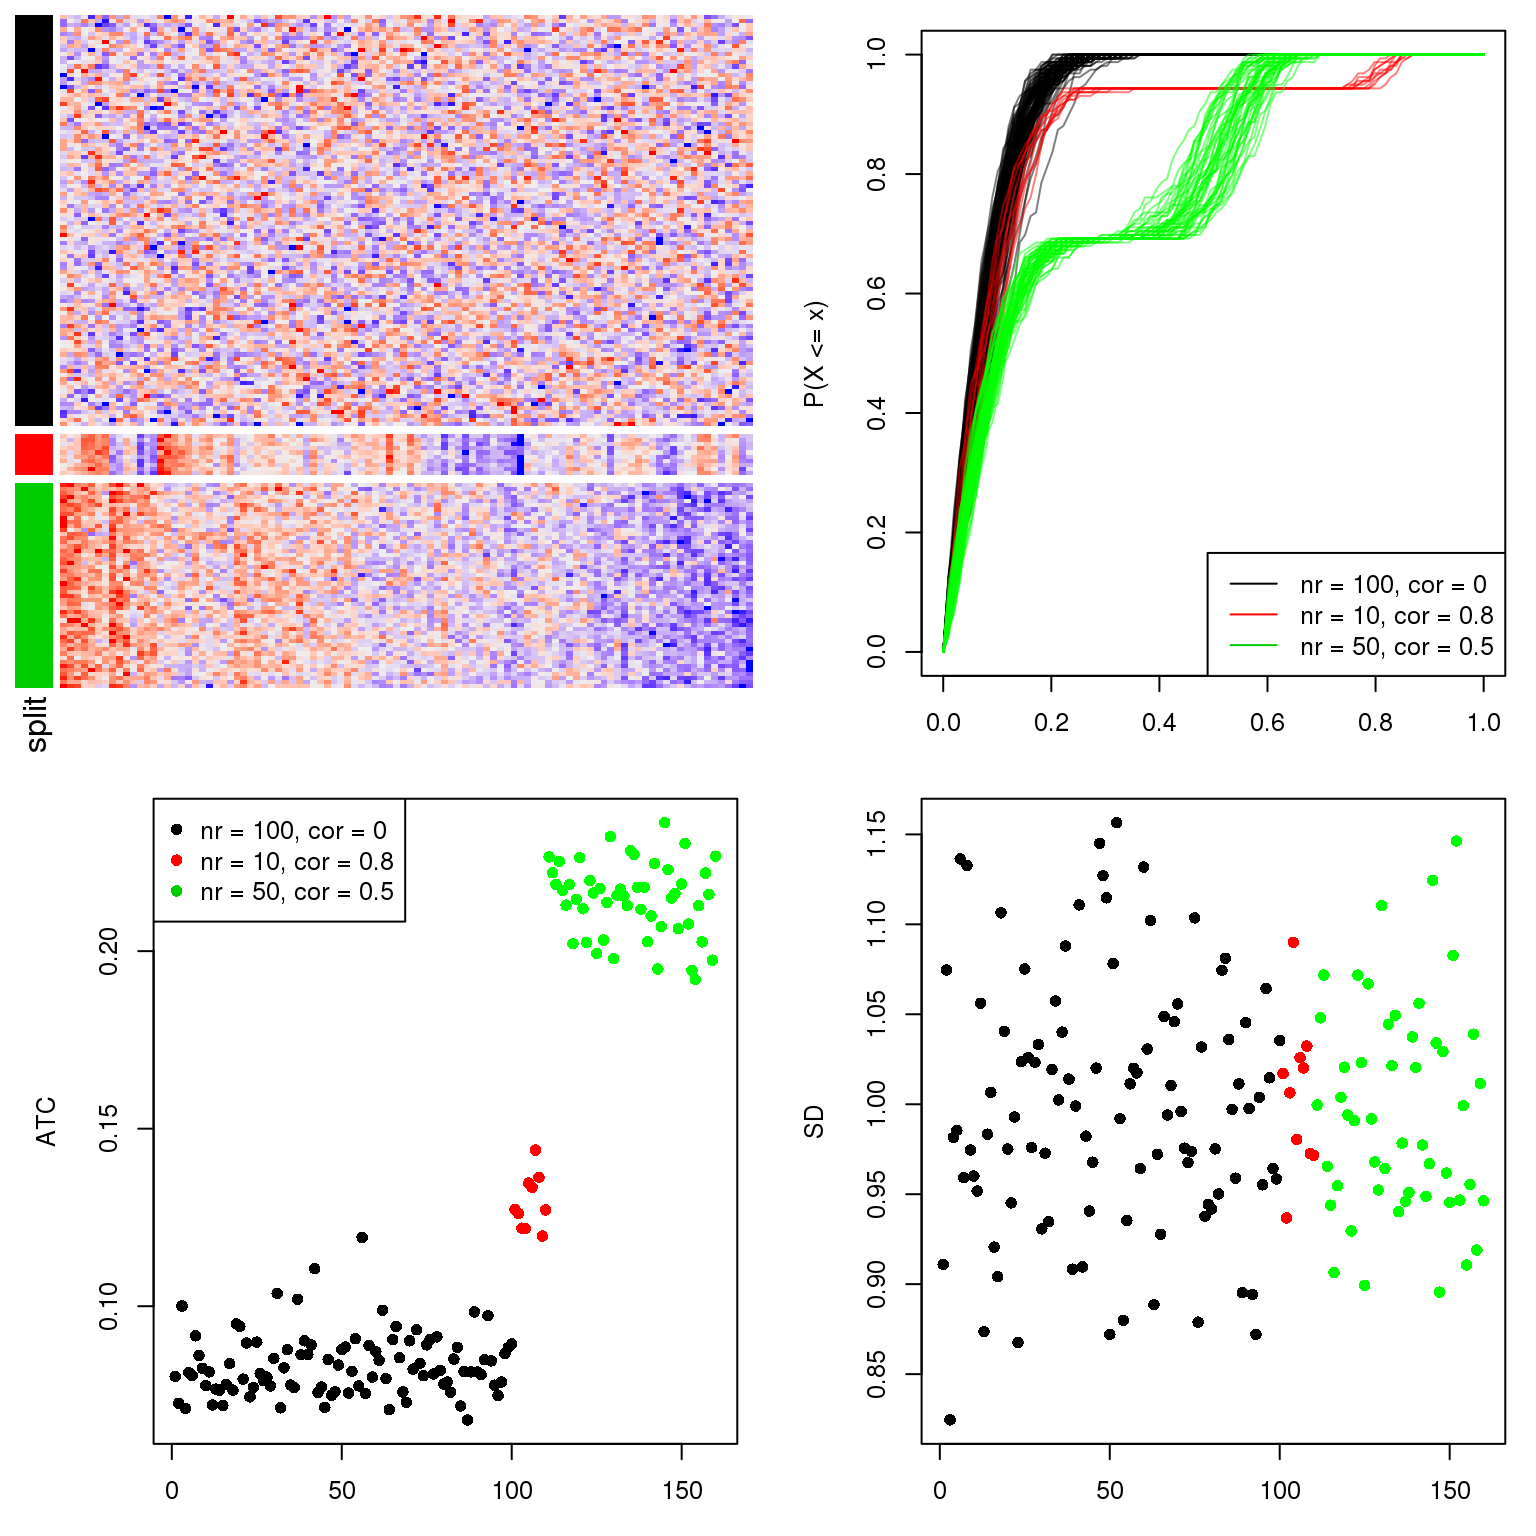 split
P(X <= x)
1.0
0.8
0.6
0.4
0.2
0.0
nr = 100, cor = 0
nr = 10, cor = 0.8
nr = 50, cor = 0.5
0.0 0.2 0.4 0.6 0.8 1.0
ATC
0.20
0.15
0.10
nr = 100, cor = 0
nr = 10, cor = 0.8
nr = 50, cor = 0.5
0 50 100 150
SD
1.15
1.10
1.05
1.00
0.95
0.90
0.85
0 50 100 150